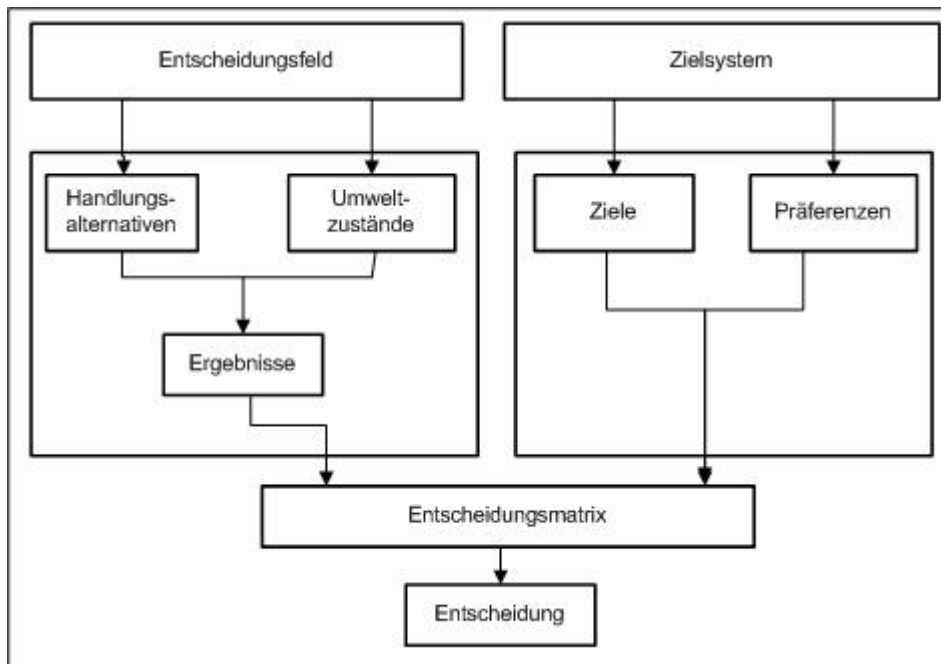 Entscheidungsfeld
Zielsystem
Handlungs-
alternativen
Umwelt-
zustände
Ziele
Präferenzen
Ergebnisse
Entscheidungsmatrix
Entscheidung